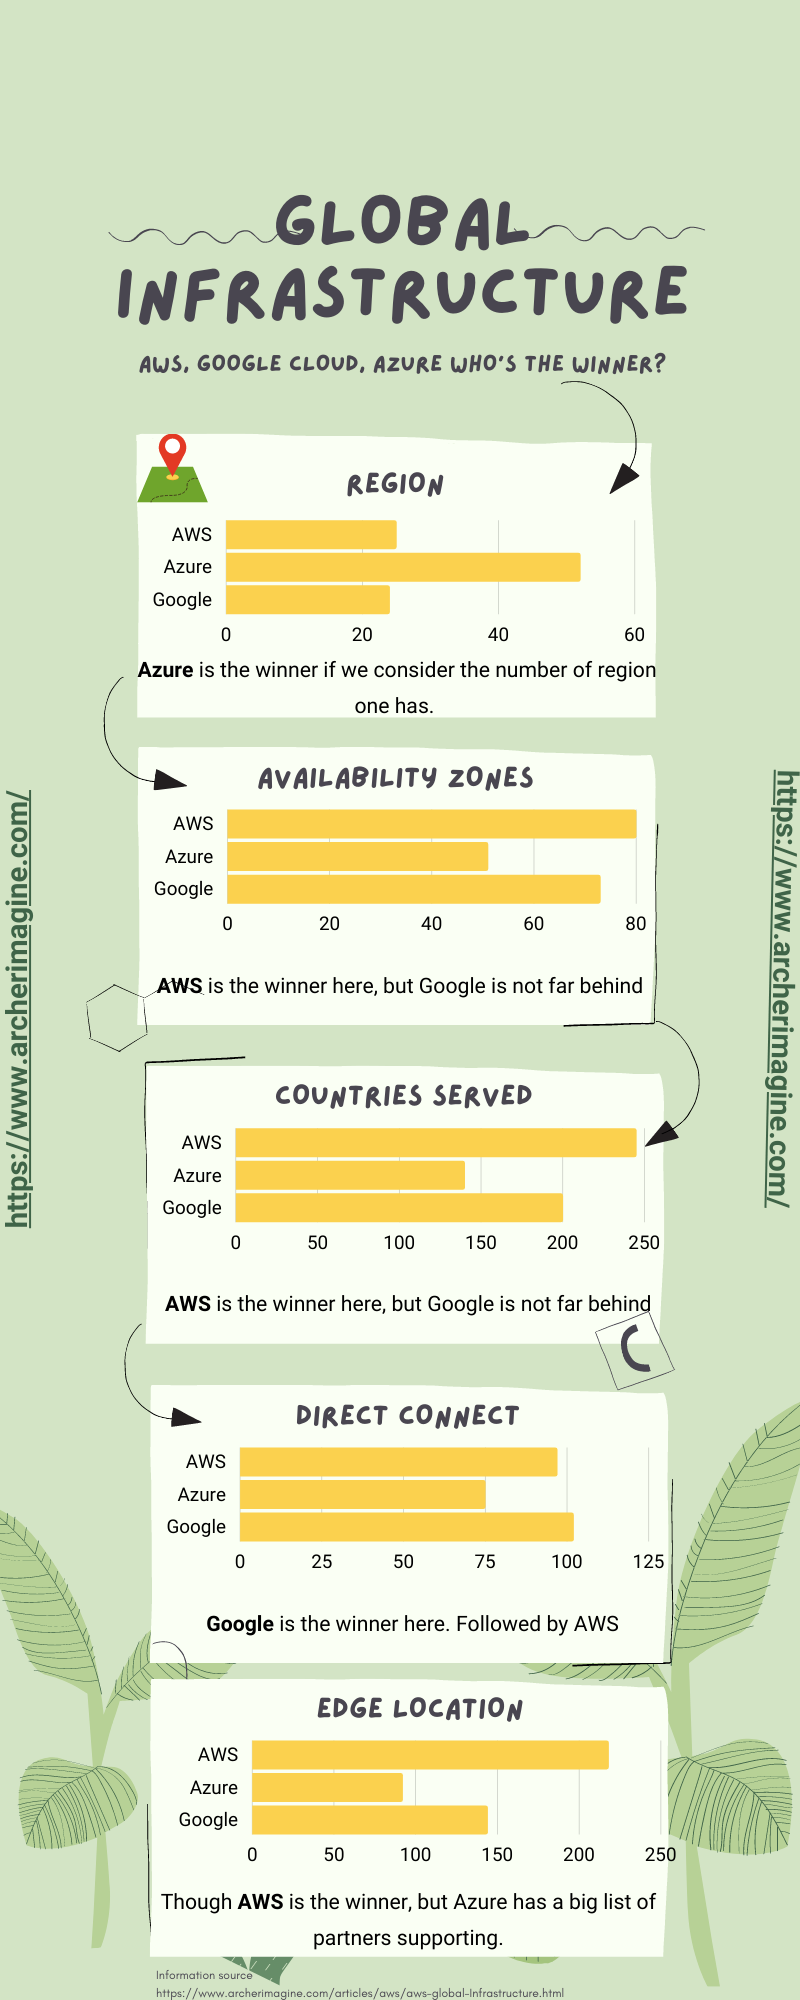 GLOBAL
INFRASTRUCTURE
AWS, GOOGLE CLOUD, AZURE WHO'S THE WINNER?
REGION
AWS
Azure
Google
0 20 40 60
Azure is the winner if we consider the number of region
one has.
AVAILABILITY ZONES
AWS
Azure
Google
0 20 40 60 80
AWS is the winner here, but Google is not far behind
https://www.archerimagine.com/
https://www.archerimagine.com/
COUNTRIES SERVED
AWS
Azure
Google
0 50 100 150 200 250
AWS is the winner here, but Google is not far behind
DIRECT CONNECT
AWS
Azure
Google
0 25 50 75 100 125
Google is the winner here. Followed by AWS
EDGE LOCATION
AWS
Azure
Google
0 50 100 150 200 250
Though AWS is the winner, but Azure has a big list of
partners supporting.
Information source
https://www.archerimagine.com/articles/aws/aws-global-Infrastructure.html